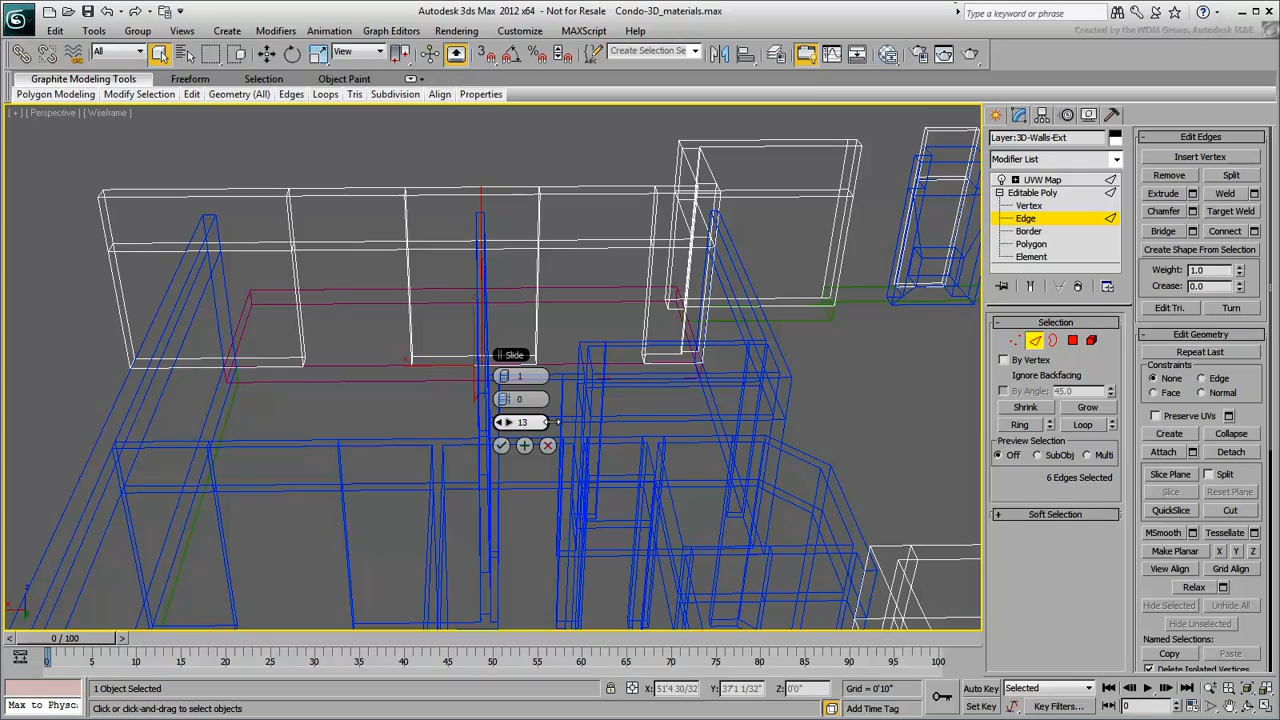 Autodesk 3ds Max 2012 - Not for Resale    Condo-3D_materials.max
Type a keyword or phrase
Created by the WDM Group, Autodesk M&E
Edit Tools Group Views Create Modifiers Animation Graph Editors Rendering Customize MAXScript Help
All View Create Selection Se
Graphite Modeling Tools Freeform Selection Object Paint
Polygon Modeling Modify Selection Edit Geometry (All) Edges Loops Tris Subdivision Align Properties
[ + ] [ Perspective ] [ Wireframe ]
Slide
1
0
13
x
z
x
Layer:3D-Walls-Ext
Modifier List
UVW Map
Editable Poly
Vertex
Edge
Border
Polygon
Element
Selection
By Vertex
Ignore Backfacing
By Angle: 45.0
Shrink Grow
Ring Loop
Preview Selection
Off SubObj Multi
6 Edges Selected
Soft Selection
Edit Edges
Insert Vertex
Remove Split
Extrude Weld
Chamfer Target Weld
Bridge Connect
Create Shape From Selection
Weight: 1.0
Crease: 0.0
Edit Tri. Turn
Edit Geometry
Repeat Last
Constraints
None Edge
Face Normal
Preserve UVs
Create Collapse
Attach Detach
Slice Plane Split
Slice Reset Plane
QuickSlice Cut
MSmooth Tessellate
Make Planar X Y Z
View Align Grid Align
Relax
Hide Selected Unhide All
Hide Unselected
Named Selections:
Copy Paste
Delete Isolated Vertices
< 0 / 100 >
0 5 10 15 20 25 30 35 40 45 50 55 60 65 70 75 80 85 90 95 100
1 Object Selected X: 51'4 30/32 Y: 37'1 1/32" Z: 0'0" Grid = 0'10" Auto Key Selected
Max to Physc Click or click-and-drag to select objects Add Time Tag Set Key Key Filters... 0